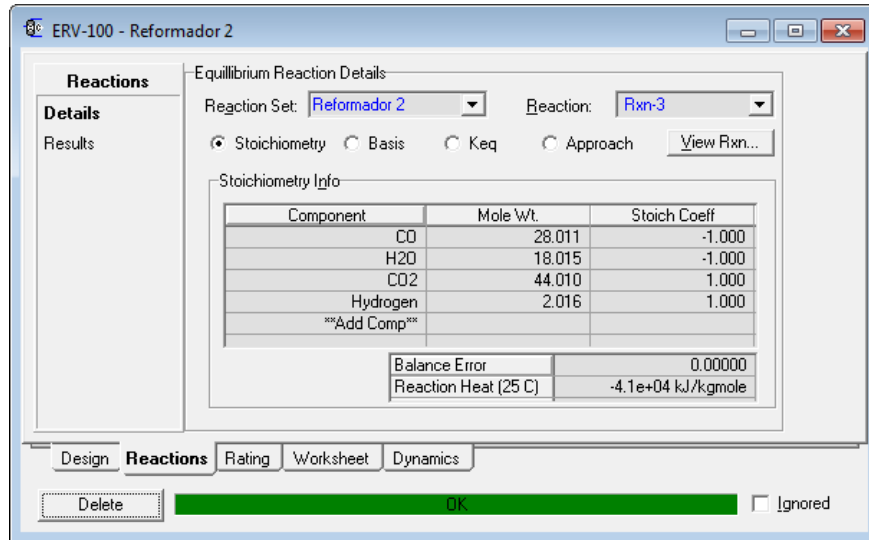 ERV-100 - Reformador 2
Reactions
Details
Results
Equillibrium Reaction Details
Reaction Set: Reformador 2 Reaction: Rxn-3
Stoichiometry Basis Keq Approach View Rxn...
Stoichiometry Info
Component Mole Wt. Stoich Coeff
CO 28.011 -1.000
H2O 18.015 -1.000
CO2 44.010 1.000
Hydrogen 2.016 1.000
**Add Comp**
Balance Error 0.00000
Reaction Heat (25 C) -4.1e+04 kJ/kgmole
Design Reactions Rating Worksheet Dynamics
Delete OK Ignored